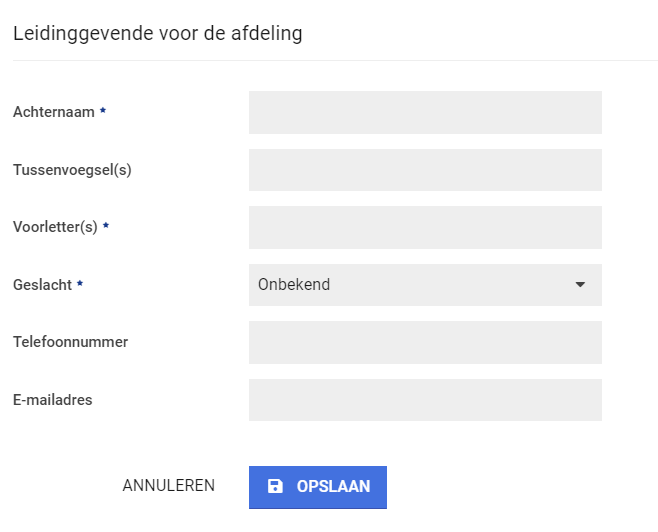 Leidinggevende voor de afdeling
Achternaam *
Tussenvoegsel(s)
Voorletter(s) *
Geslacht * Onbekend
Telefoonnummer
E-mailadres
ANNULEREN OPSLAAN